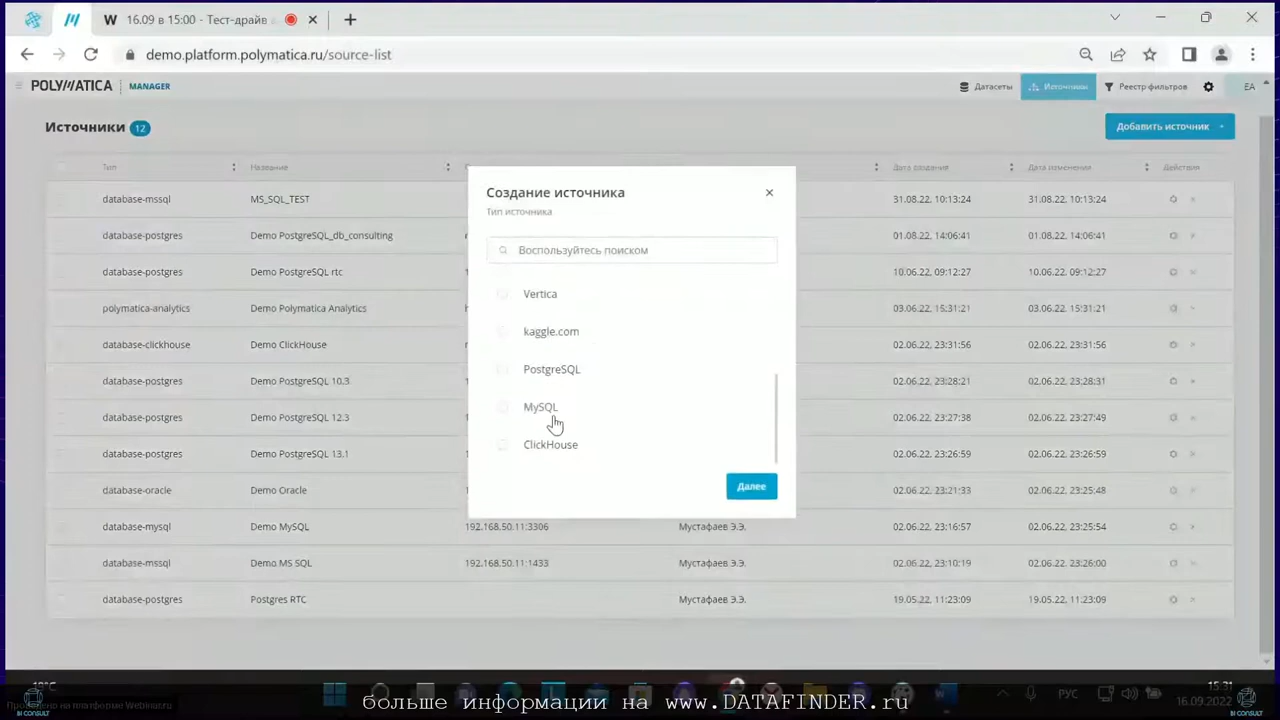 16.09 в 15:00 - Тест-драйв
demo.platform.polymatica.ru/source-list
POLYMATICA MANAGER
Датасеты Источники Реестр фильтров EA
Источники 12
Добавить источник
Тип Название Дата создания Дата изменения Действия
database-mssql MS_SQL_TEST 31.08.22, 10:13:24 31.08.22, 10:13:24
database-postgres Demo PostgreSQL_db_consulting 01.08.22, 14:06:41 01.08.22, 14:06:41
database-postgres Demo PostgreSQL rtc 10.06.22, 09:12:27 10.06.22, 09:12:27
polymatica-analytics Demo Polymatica Analytics 03.06.22, 15:31:21 03.06.22, 15:31:21
database-clickhouse Demo ClickHouse 02.06.22, 23:31:56 02.06.22, 23:31:56
database-postgres Demo PostgreSQL 10.3 02.06.22, 23:28:21 02.06.22, 23:28:31
database-postgres Demo PostgreSQL 12.3 02.06.22, 23:27:38 02.06.22, 23:27:49
database-postgres Demo PostgreSQL 13.1 02.06.22, 23:26:59 02.06.22, 23:26:59
database-oracle Demo Oracle 02.06.22, 23:21:33 02.06.22, 23:25:48
database-mysql Demo MySQL 192.168.50.11:3306 Мустафаев Э.Э. 02.06.22, 23:16:57 02.06.22, 23:25:54
database-mssql Demo MS SQL 192.168.50.11:1433 Мустафаев Э.Э. 02.06.22, 23:10:19 02.06.22, 23:26:00
database-postgres Postgres RTC Мустафаев Э.Э. 19.05.22, 11:23:09 19.05.22, 11:23:09
Создание источника
Тип источника
Воспользуйтесь поиском
Vertica
kaggle.com
PostgreSQL
MySQL
ClickHouse
Далее
РУС
15:31
16.09.2022
больше информации на www.DATAFINDER.ru
BI CONSULT
BI CONSULT